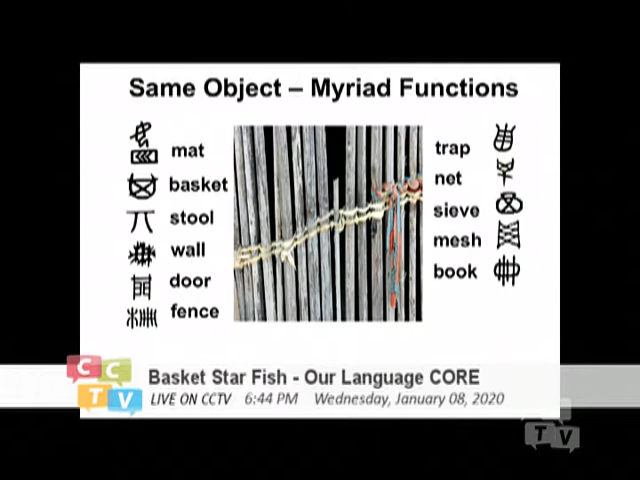 Same Object – Myriad Functions
mat
basket
stool
wall
door
fence
trap
net
sieve
mesh
book
CCTV
Basket Star Fish - Our Language CORE
LIVE ON CCTV 6:44 PM Wednesday, January 08, 2020
TV